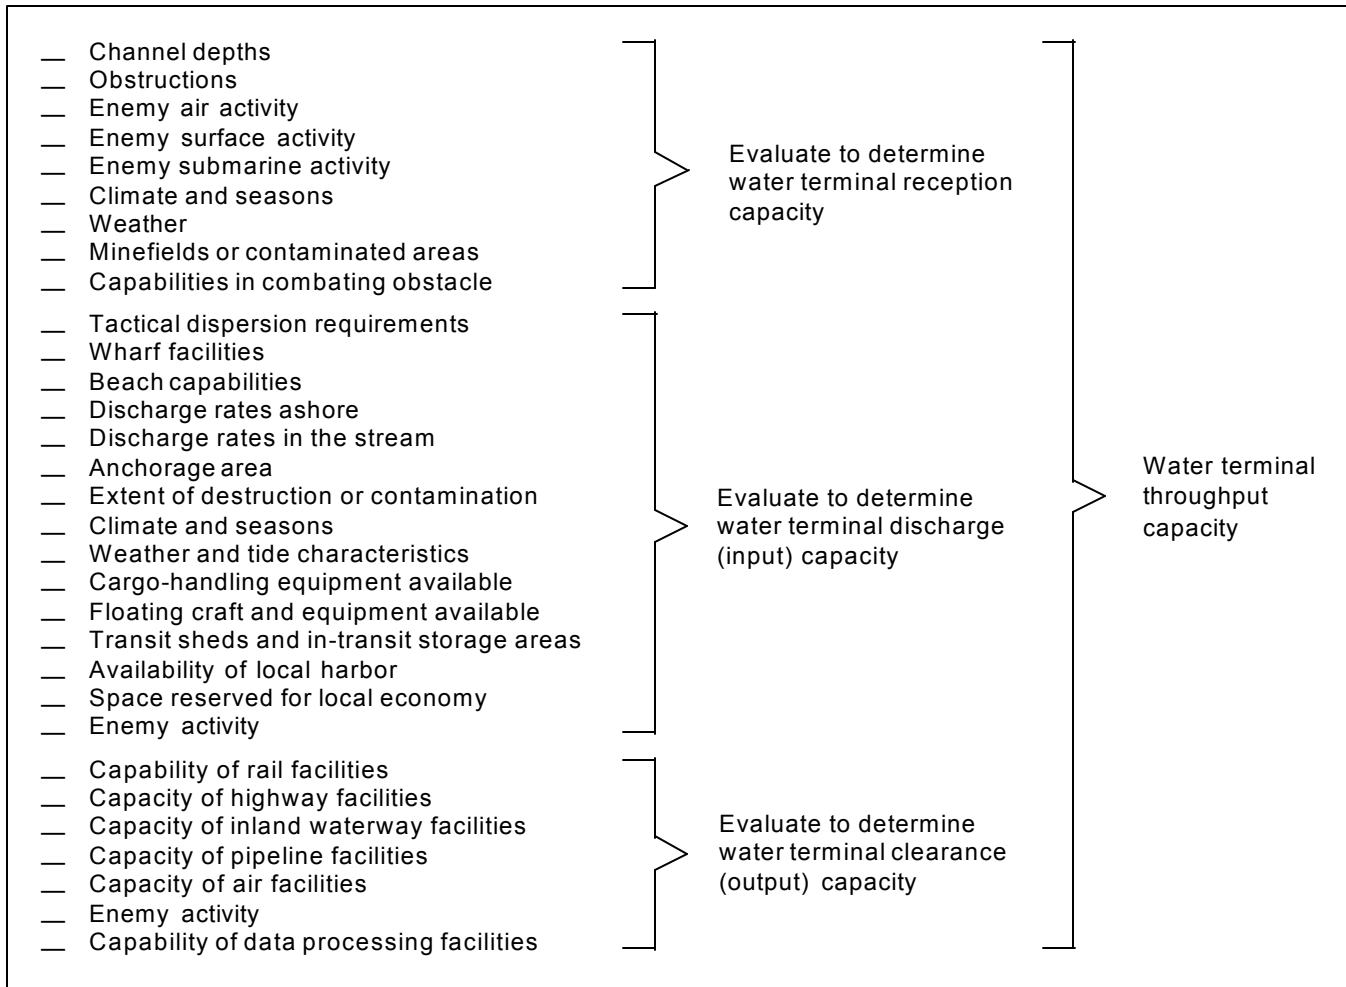 __ Channel depths
__ Obstructions
__ Enemy air activity
__ Enemy surface activity
__ Enemy submarine activity
__ Climate and seasons
__ Weather
__ Minefields or contaminated areas
__ Capabilities in combating obstacle
Evaluate to determine
water terminal reception
capacity
__ Tactical dispersion requirements
__ Wharf facilities
__ Beach capabilities
__ Discharge rates ashore
__ Discharge rates in the stream
__ Anchorage area
__ Extent of destruction or contamination
__ Climate and seasons
__ Weather and tide characteristics
__ Cargo-handling equipment available
__ Floating craft and equipment available
__ Transit sheds and in-transit storage areas
__ Availability of local harbor
__ Space reserved for local economy
__ Enemy activity
Evaluate to determine
water terminal discharge
(input) capacity
__ Capability of rail facilities
__ Capacity of highway facilities
__ Capacity of inland waterway facilities
__ Capacity of pipeline facilities
__ Capacity of air facilities
__ Enemy activity
__ Capability of data processing facilities
Evaluate to determine
water terminal clearance
(output) capacity
Water terminal
throughput
capacity